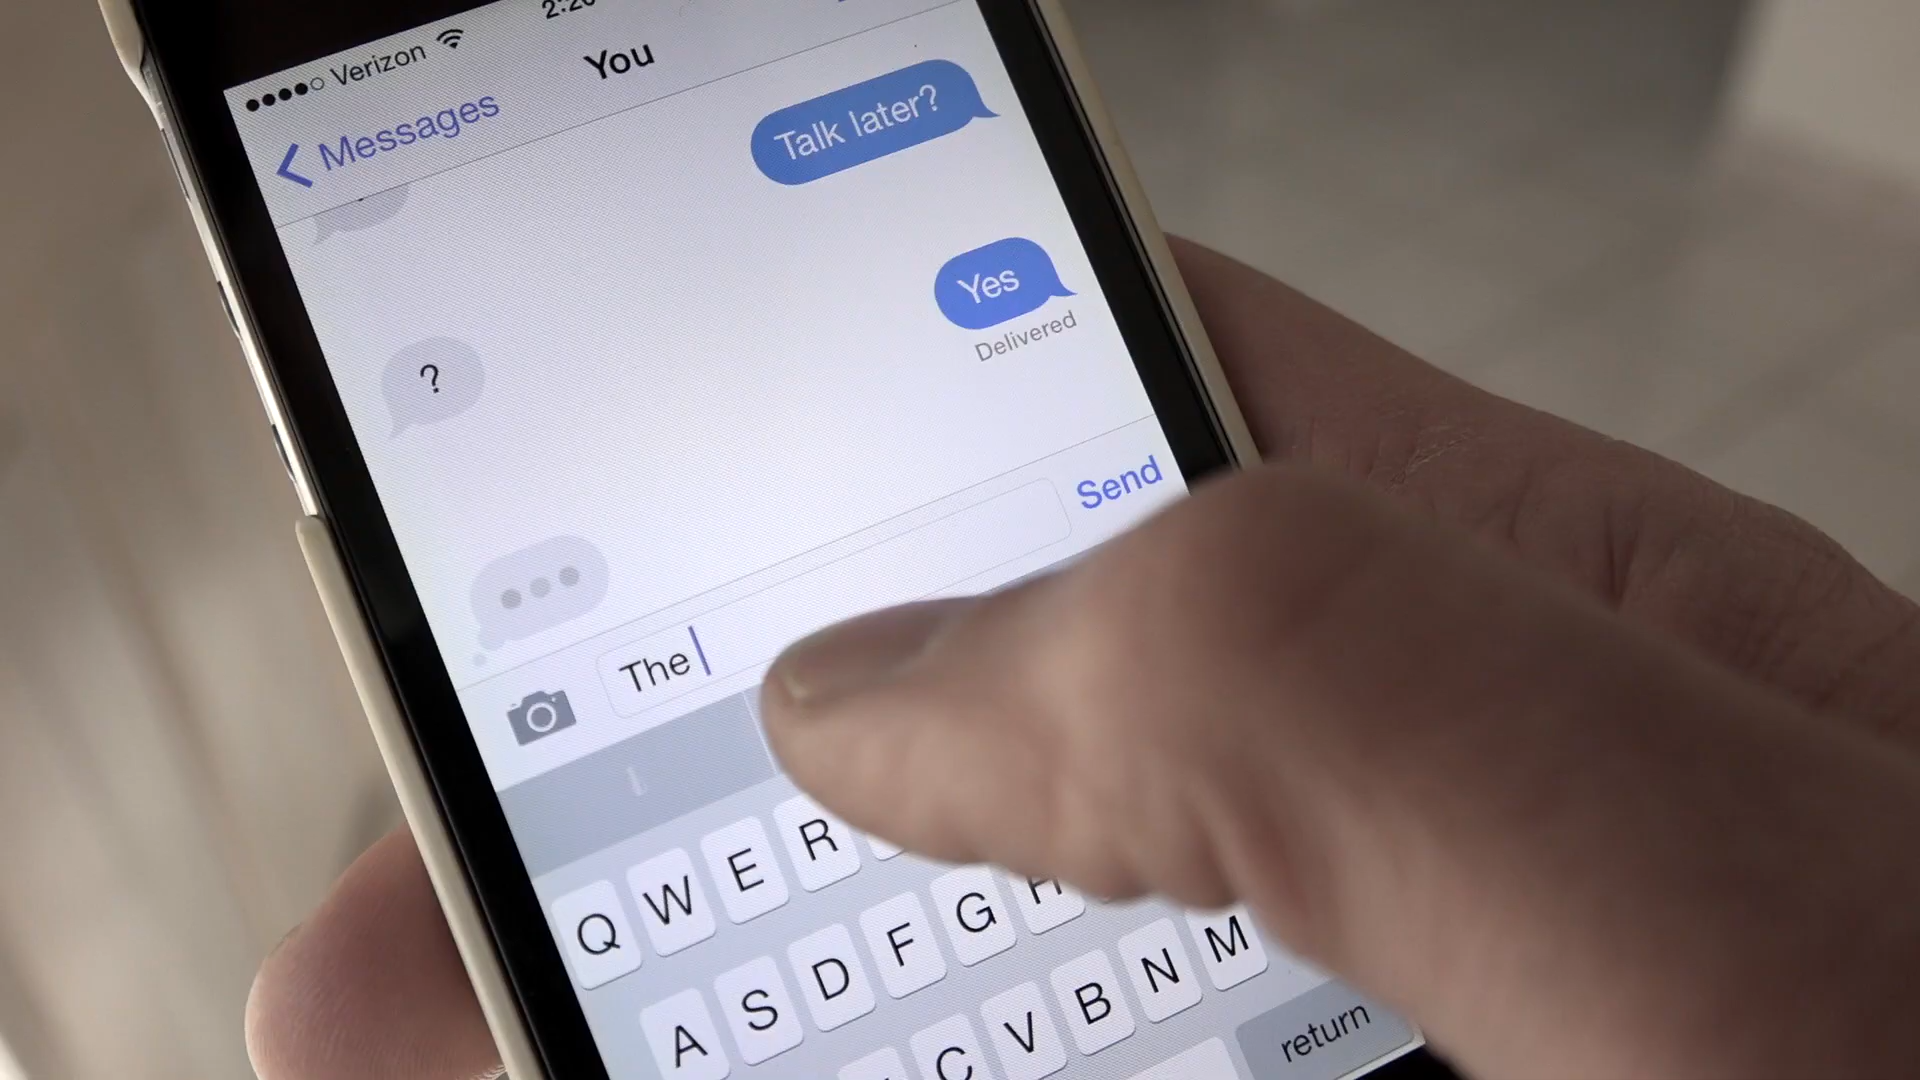 Verizon
You
Messages
Talk later?
Yes
Delivered
?
Send
The
Q W E R
A S D F G H
C V B N M
return